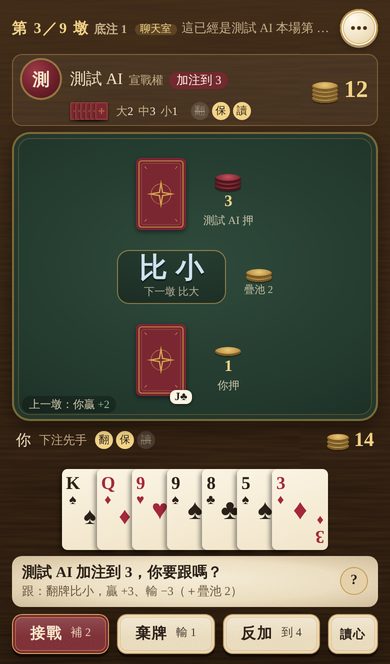 第 3／9 墩 底注 1 聊天室 這已經是測試 AI 本場第 … •••
測 測試 AI 宣戰權 加注到 3 12
大2 中3 小1 翻 保 讀
3
測試 AI 押
比 小
下一墩 比大
疊池 2
1
你押
J♣
上一墩：你贏 +2
你 下注先手 翻 保 讀 14
K♠ Q♦ 9♥ 9♠ 8♣ 5♠ 3♦
3♦
測試 AI 加注到 3，你要跟嗎？
跟：翻牌比小，贏 +3、輸 −3（＋疊池 2）
?
接戰 補 2 棄牌 輸 1 反加 到 4 讀心